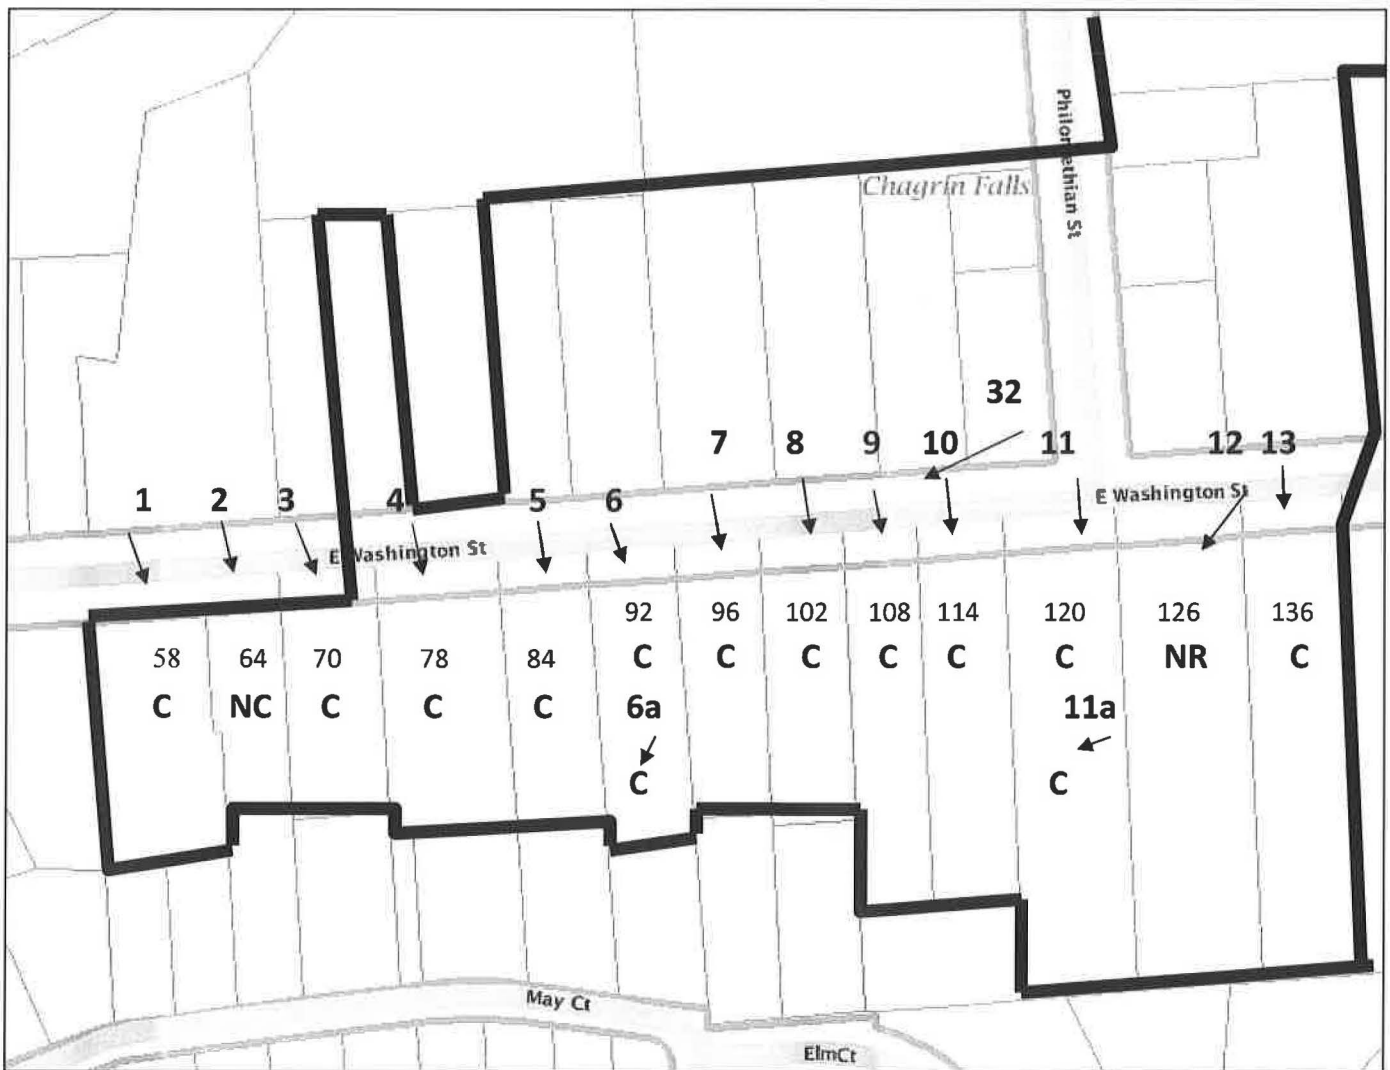 Philomethian St
Chagrin Falls
32
7 8 9 10 11 12 13
1 2 3 4 5 6
E Washington St
E Washington St
92 96 102 108 114 120 126 136
58 64 70 78 84
C C C C C C NR C
C NC C C C
6a 11a
C C
May Ct
ElmCt